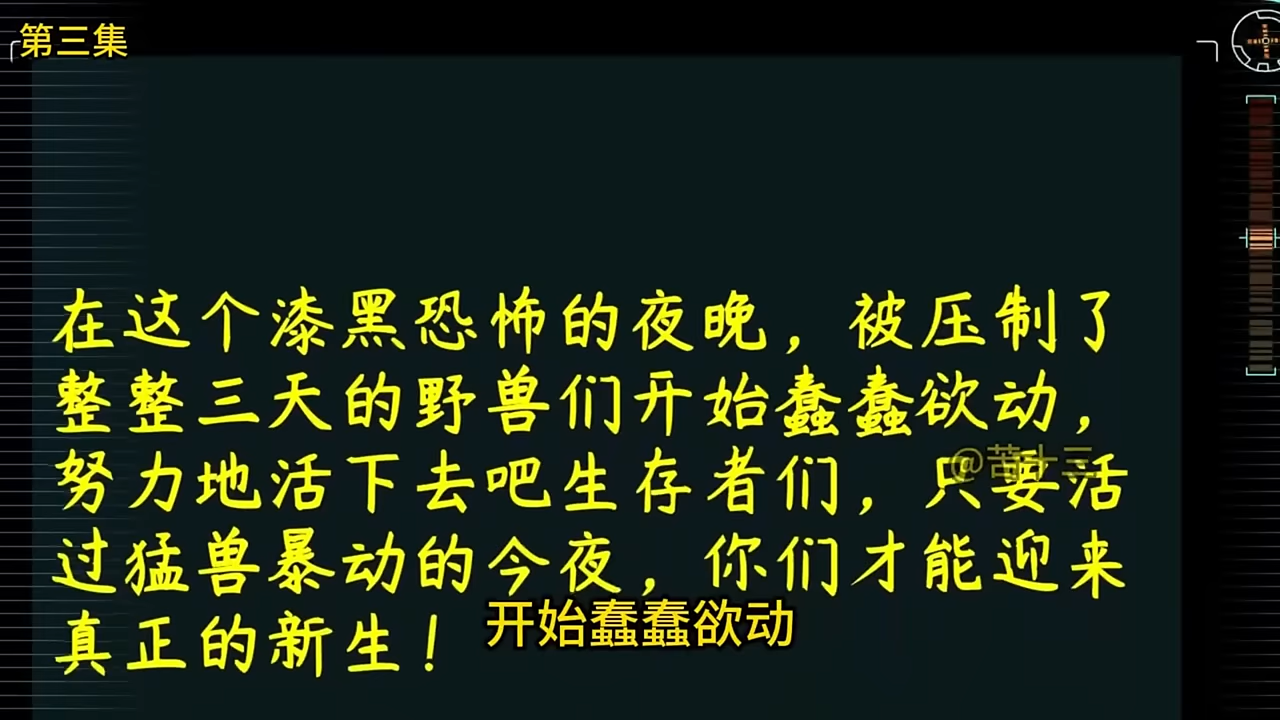 第三集
在这个漆黑恐怖的夜晚，被压制了
整整三天的野兽们开始蠢蠢欲动，
努力地活下去吧生存者们，只要活
过猛兽暴动的今夜，你们才能迎来
真正的新生！
开始蠢蠢欲动
@苦十三